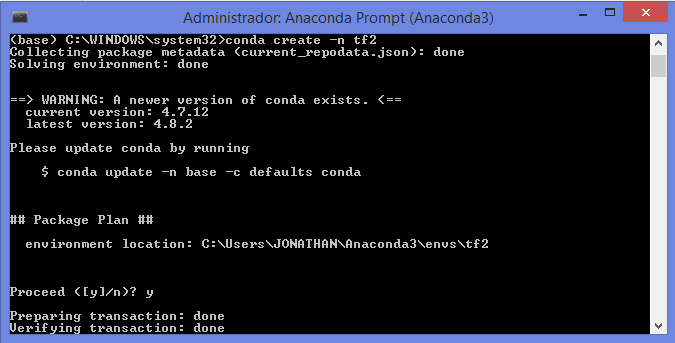 Administrador: Anaconda Prompt (Anaconda3)
(base) C:\WINDOWS\system32>conda create -n tf2
Collecting package metadata (current_repodata.json): done
Solving environment: done
==> WARNING: A newer version of conda exists. <==
current version: 4.7.12
latest version: 4.8.2
Please update conda by running
$ conda update -n base -c defaults conda
## Package Plan ##
environment location: C:\Users\JONATHAN\Anaconda3\envs\tf2
Proceed ([y]/n)? y
Preparing transaction: done
Verifying transaction: done